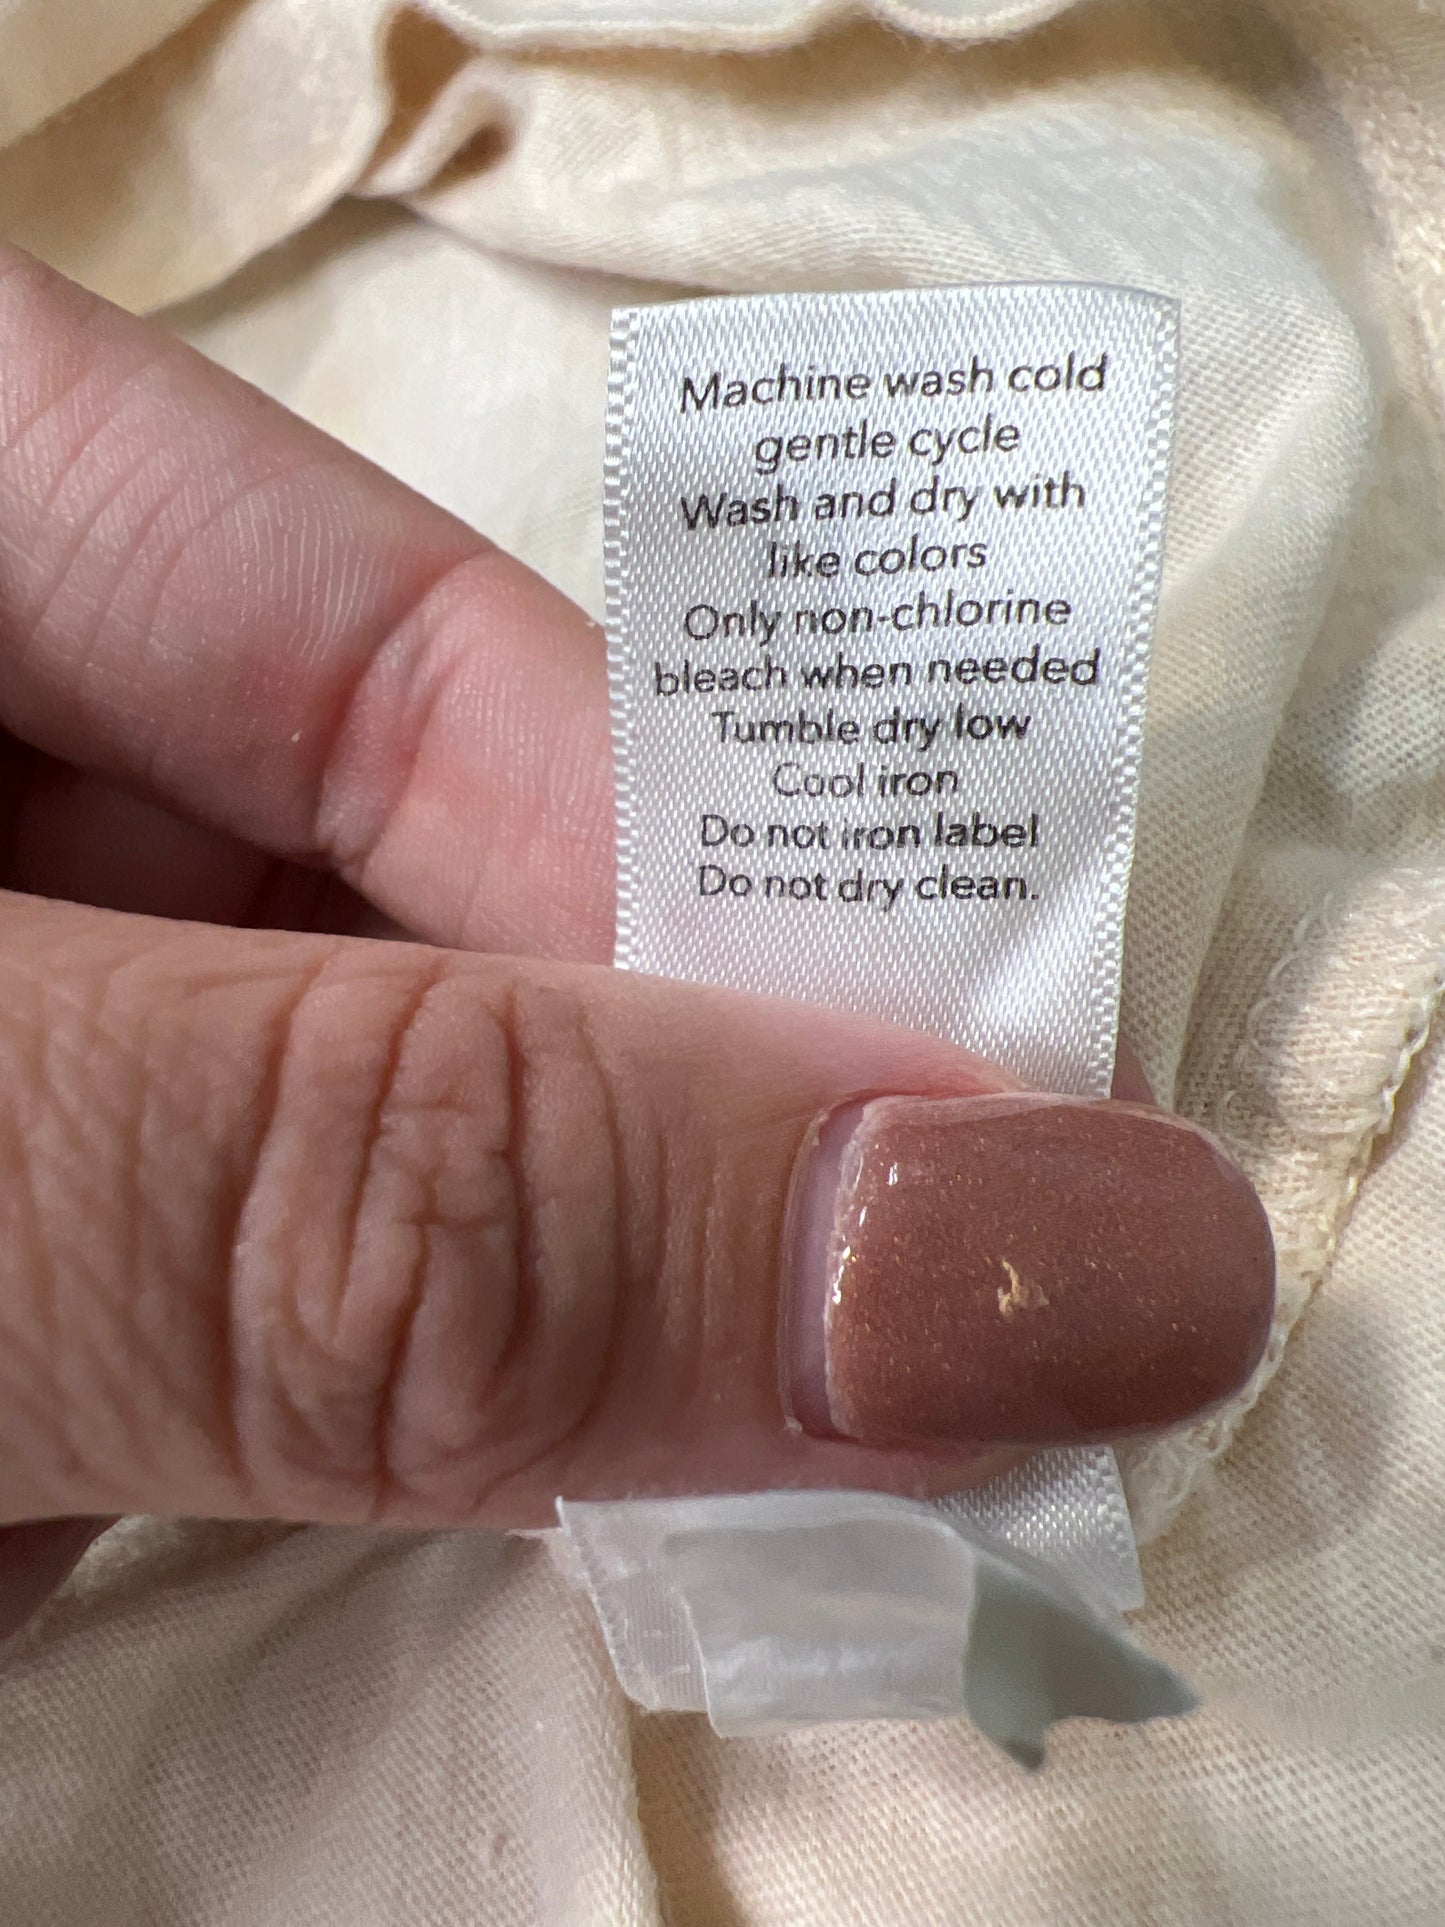 Machine wash cold
gentle cycle
Wash and dry with
like colors
Only non-chlorine
bleach when needed
Tumble dry low
Cool iron
Do not iron label
Do not dry clean.